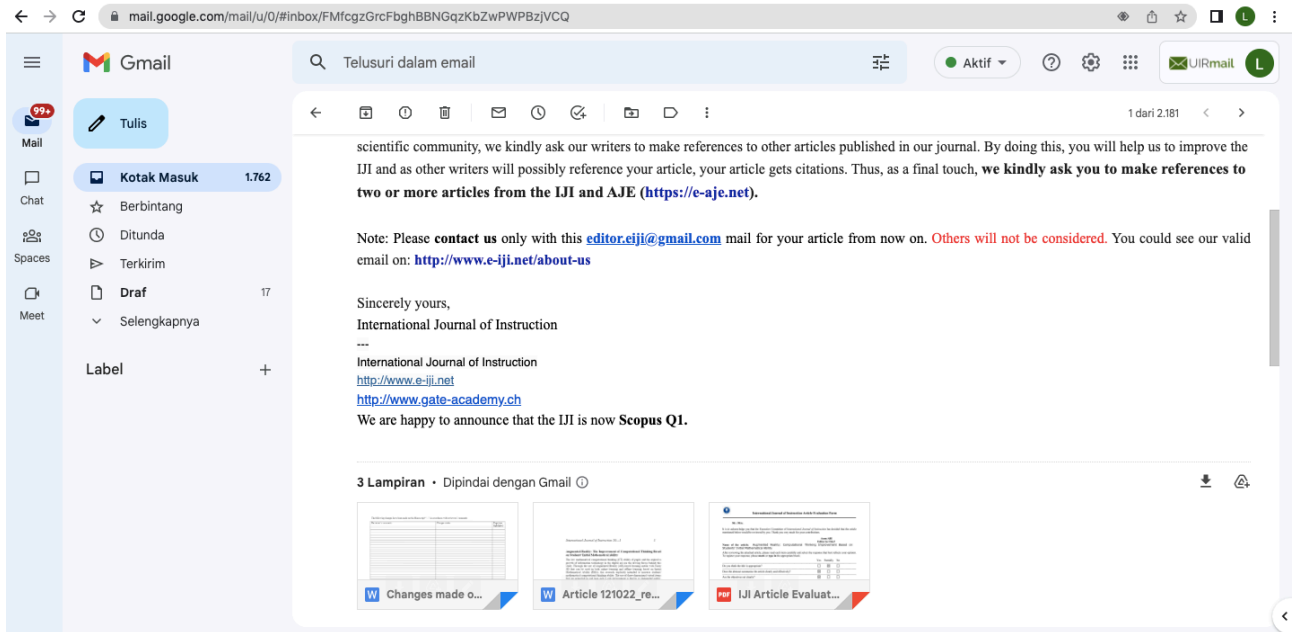 mail.google.com/mail/u/0/#inbox/FMfcgzGrcFbghBBNGqzKbZwPWPBzjVCQ
L
Gmail
Telusuri dalam email
Aktif
UIRmail
L
99+
Mail
Chat
Spaces
Meet
Tulis
Kotak Masuk 1.762
Berbintang
Ditunda
Terkirim
Draf 17
Selengkapnya
Label
1 dari 2.181
scientific community, we kindly ask our writers to make references to other articles published in our journal. By doing this, you will help us to improve the
IJI and as other writers will possibly reference your article, your article gets citations. Thus, as a final touch, we kindly ask you to make references to
two or more articles from the IJI and AJE (https://e-aje.net).
Note: Please contact us only with this editor.eiji@gmail.com mail for your article from now on. Others will not be considered. You could see our valid
email on: http://www.e-iji.net/about-us
Sincerely yours,
International Journal of Instruction
---
International Journal of Instruction
http://www.e-iji.net
http://www.gate-academy.ch
We are happy to announce that the IJI is now Scopus Q1.
3 Lampiran • Dipindai dengan Gmail
International Journal of Instruction Article Evaluation Form
W Changes made o...
W Article 121022_re...
PDF IJI Article Evaluat...